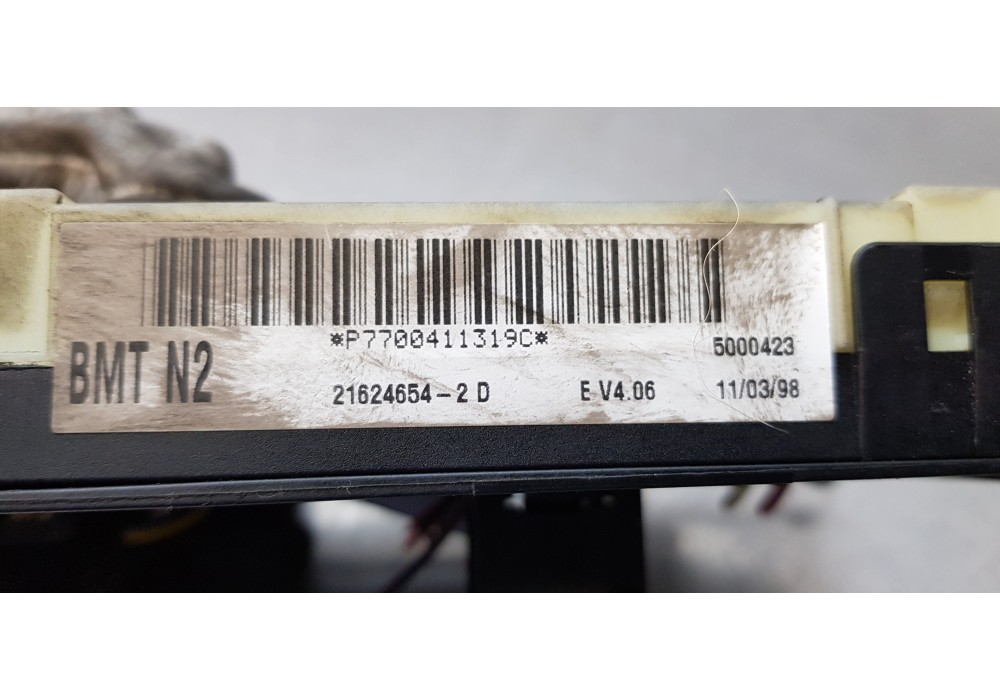 *P7700411319C*
5000423
BMT N2
21624654-2 D E V4.06 11/03/98